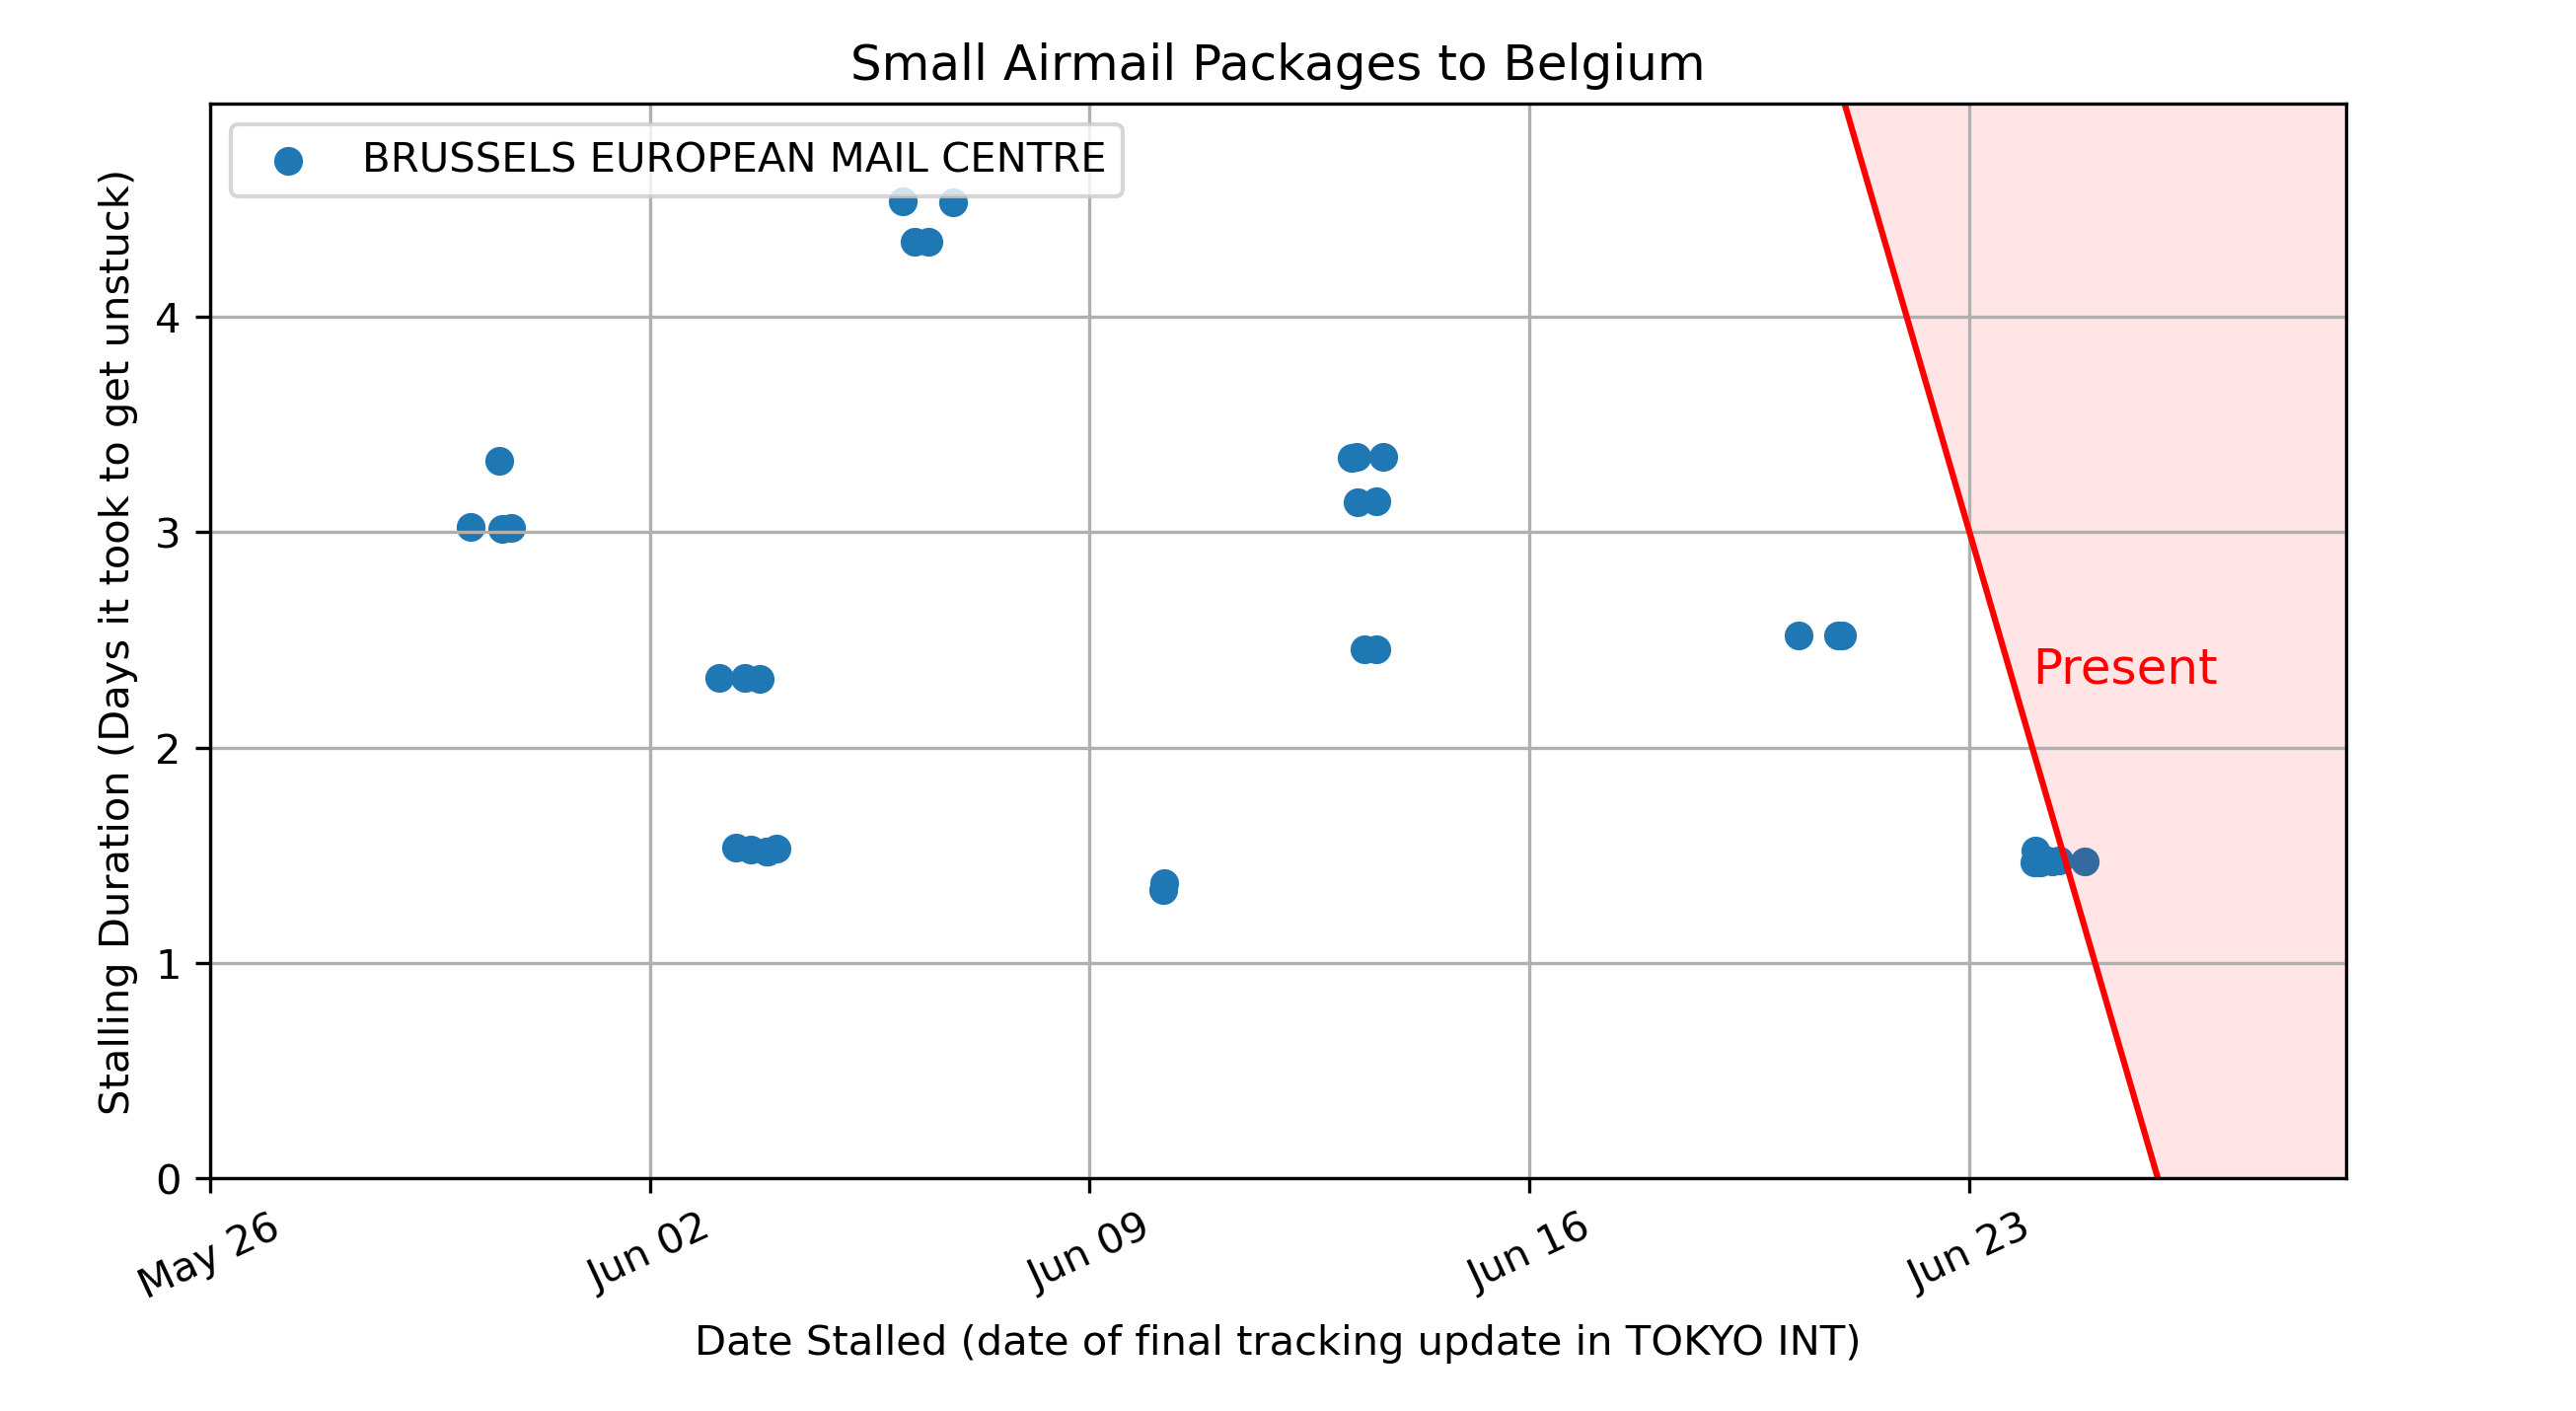 Small Airmail Packages to Belgium
BRUSSELS EUROPEAN MAIL CENTRE
Stalling Duration (Days it took to get unstuck)
4
3
2
1
0
Present
May 26
Jun 02
Jun 09
Jun 16
Jun 23
Date Stalled (date of final tracking update in TOKYO INT)